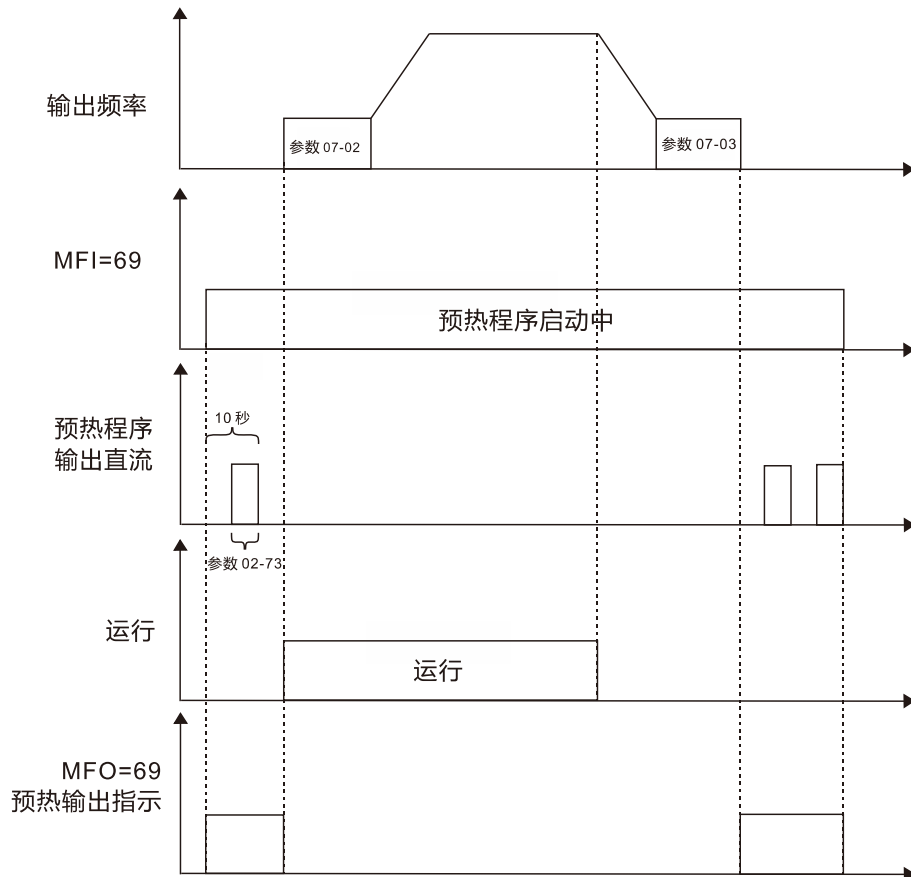 输出频率
参数 07-02
参数 07-03
MFI=69
预热程序启动中
预热程序
输出直流
10 秒
参数 02-73
运行
运行
MFO=69
预热输出指示